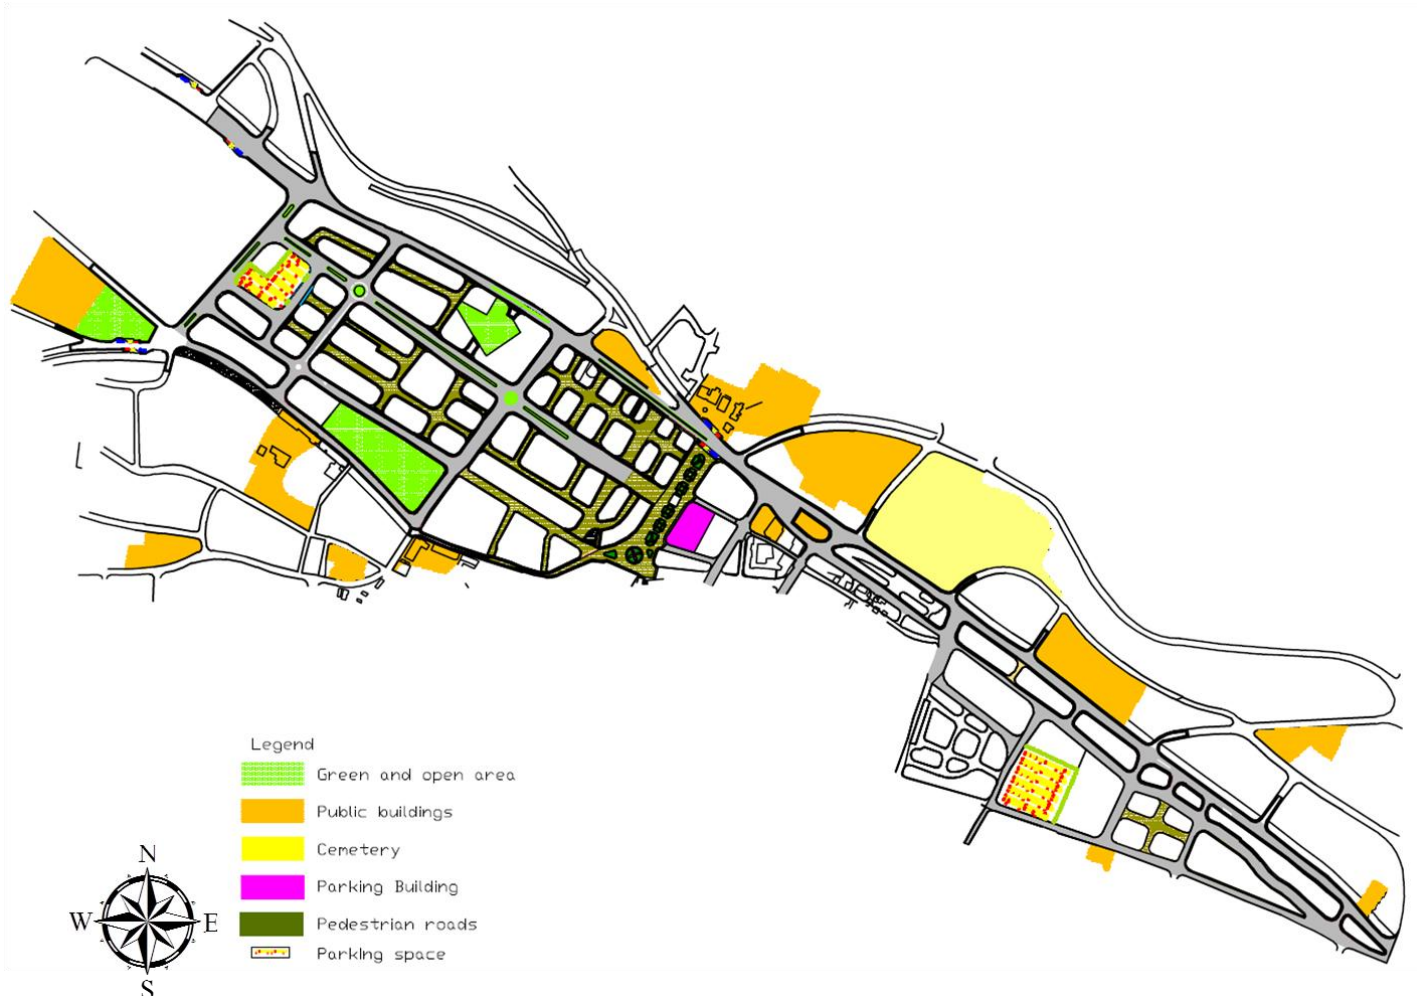 Legend
Green and open area
Public buildings
Cemetery
Parking Building
Pedestrian roads
Parking space
N
W E
S